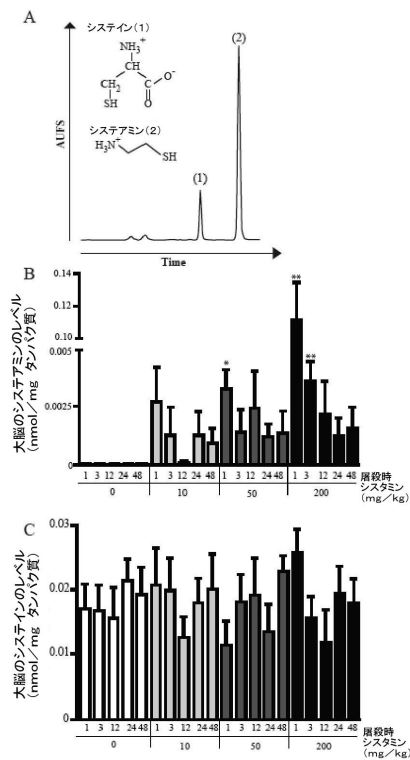 A
システイン(1)
NH3+
CH
CH2
O-
C
SH
O
システアミン(2)
H3N+
SH
(1)
(2)
AUFS
Time
B
大脳のシステアミンのレベル
(nmol/mg タンパク質)
0.14
0.12
0.10
0.005
0.0025
0
*
**
**
1 3 12 24 48 1 3 12 24 48 1 3 12 24 48 1 3 12 24 48 屠殺時
0 10 50 200 シスタミン
(mg/kg)
C
大脳のシステインのレベル
(nmol/mg タンパク質)
0.03
0.02
0.01
0
1 3 12 24 48 1 3 12 24 48 1 3 12 24 48 1 3 12 24 48 屠殺時
0 10 50 200 シスタミン
(mg/kg)